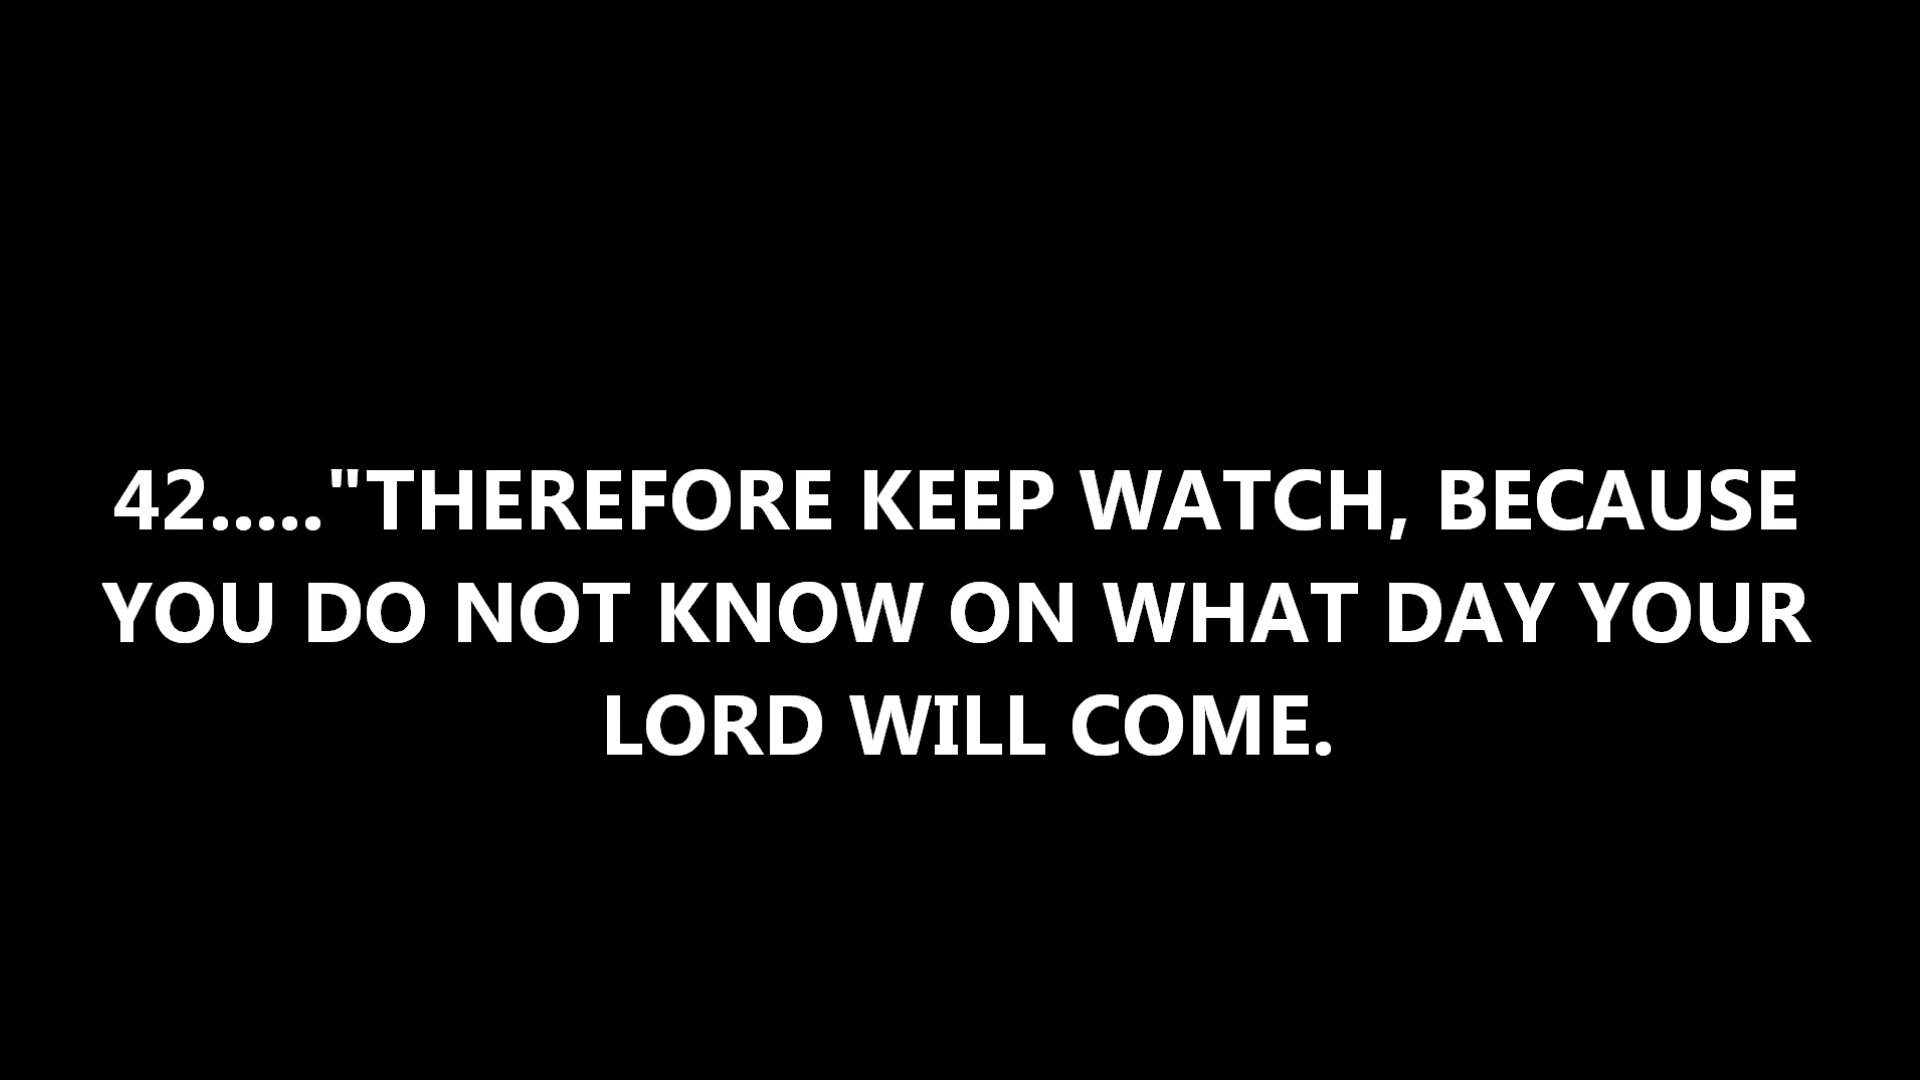 42....."THEREFORE KEEP WATCH, BECAUSE
YOU DO NOT KNOW ON WHAT DAY YOUR
LORD WILL COME.